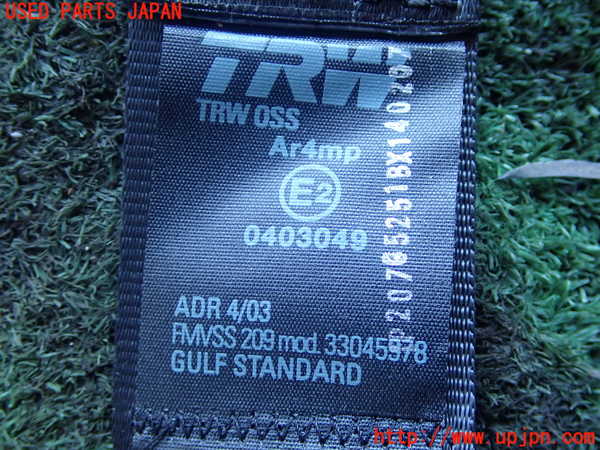 USED PARTS JAPAN
TRW
TRW OSS
Ar4mp
E2
0403049
ADR 4/03
FMVSS 209 mod. 33045978
GULF STANDARD
http://www.upjpn.com